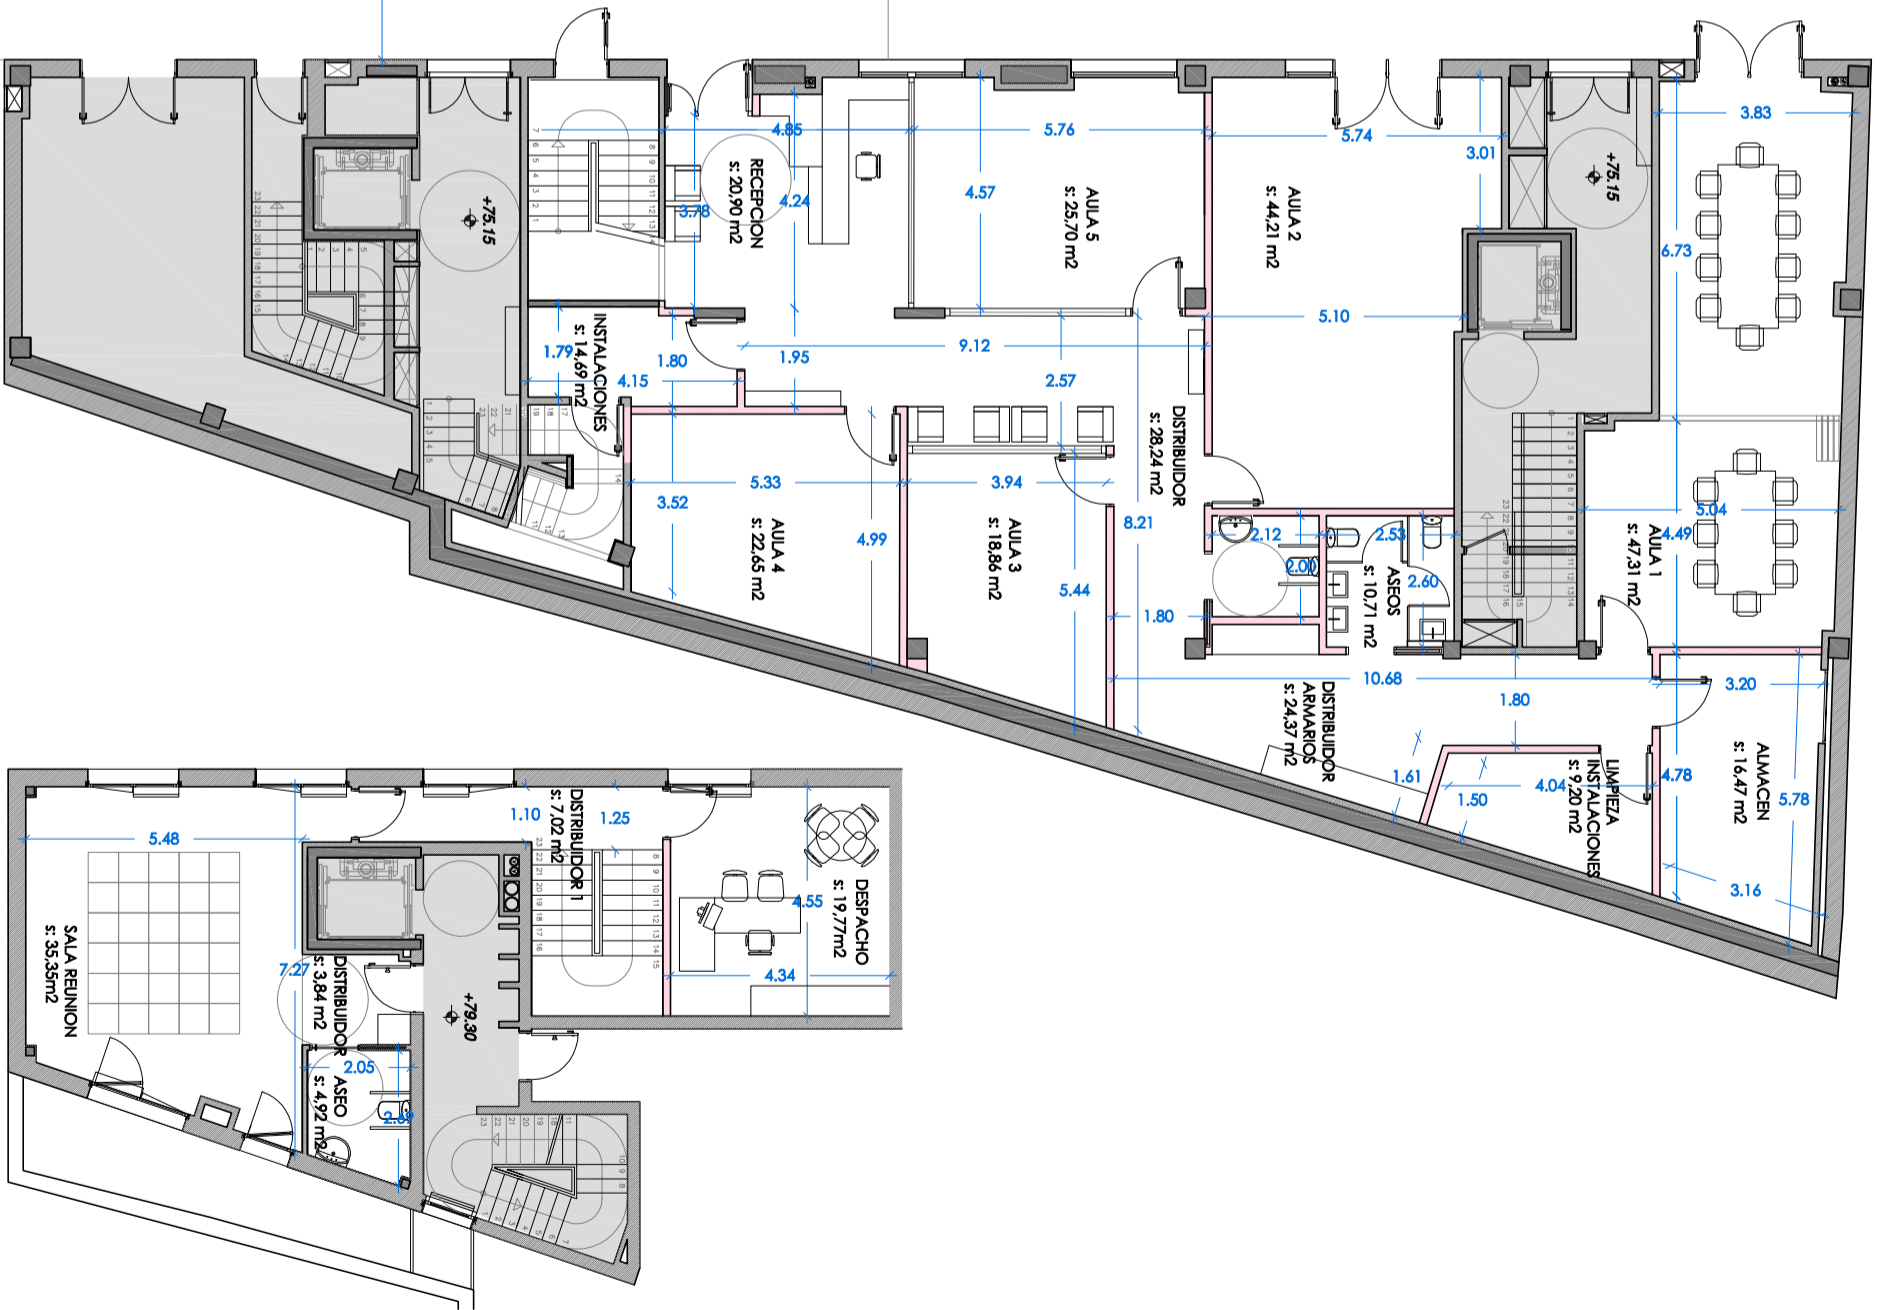 3.83
4.85
5.76
5.74
3.01
+75.15
+75.15
RECEPCION
s: 20,90 m2
3.78
4.24
4.57
AULA 5
s: 25,70 m2
AULA 2
s: 44,21 m2
6.73
INSTALACIONES
s: 14,69 m2
1.79
1.80
4.15
1.95
9.12
2.57
5.10
DISTRIBUIDOR
s: 28,24 m2
5.33
3.52
4.99
AULA 4
s: 22,65 m2
3.94
AULA 3
s: 18,86 m2
5.44
8.21
1.80
2.12
2.00
2.53
2.60
ASEOS
s: 10,71 m2
5.04
4.49
AULA 1
s: 47,31 m2
10.68
1.80
3.20
DISTRIBUIDOR
ARMARIOS
s: 24,37 m2
1.61
1.50
4.04
LIMPIEZA
INSTALACIONES
s: 9,20 m2
4.78
5.78
ALMACEN
s: 16,47 m2
3.16
5.48
1.10
DISTRIBUIDOR 1
s: 7,02 m2
1.25
4.55
DESPACHO
s: 19,77m2
4.34
SALA REUNION
s: 35,35m2
7.27
DISTRIBUIDOR
s: 3,84 m2
+79.30
2.05
ASEO
s: 4,92 m2
2.69